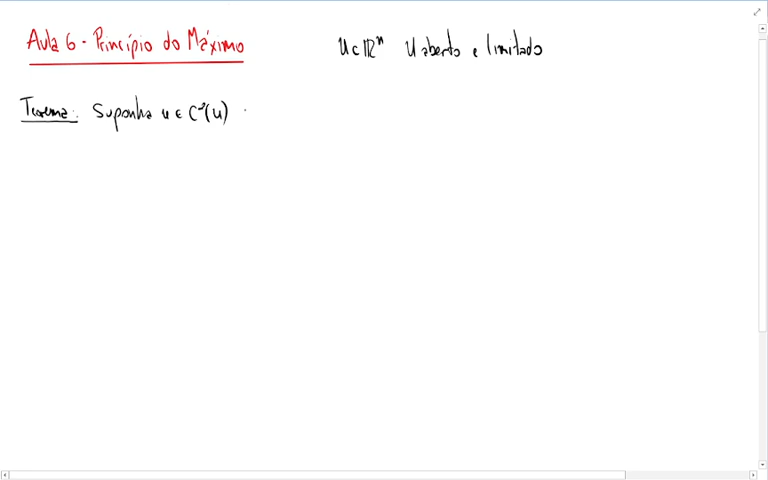 Aula 6 - Princípio do Máximo
U ⊂ ℝⁿ U aberto e limitado
Teorema: Suponha u ∈ C²(U)